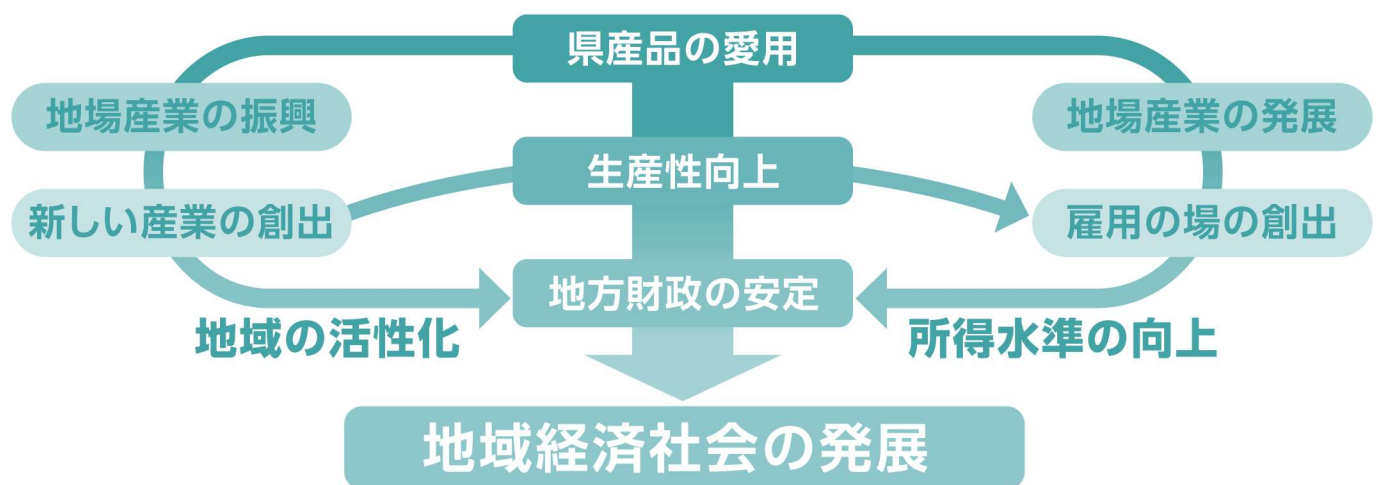 県産品の愛用
地場産業の振興
地場産業の発展
生産性向上
新しい産業の創出
雇用の場の創出
地方財政の安定
地域の活性化
所得水準の向上
地域経済社会の発展